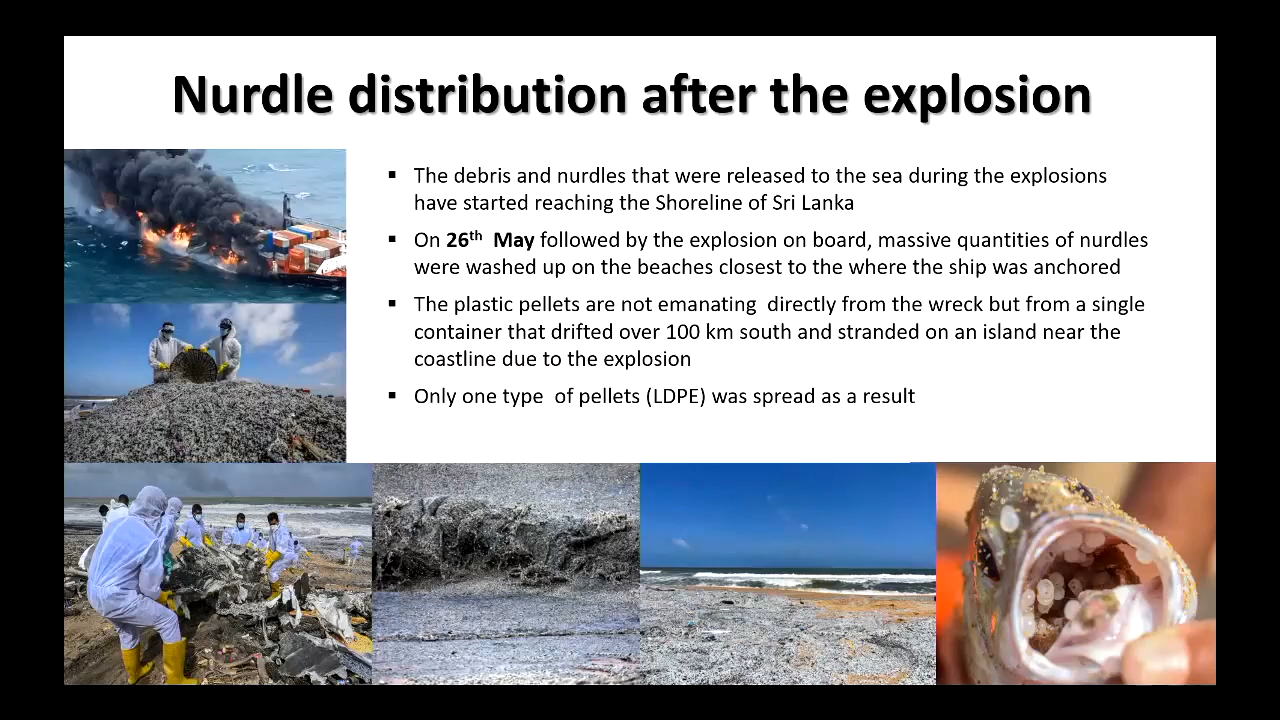 Nurdle distribution after the explosion
▪ The debris and nurdles that were released to the sea during the explosions
have started reaching the Shoreline of Sri Lanka
▪ On 26th May followed by the explosion on board, massive quantities of nurdles
were washed up on the beaches closest to the where the ship was anchored
▪ The plastic pellets are not emanating directly from the wreck but from a single
container that drifted over 100 km south and stranded on an island near the
coastline due to the explosion
▪ Only one type of pellets (LDPE) was spread as a result